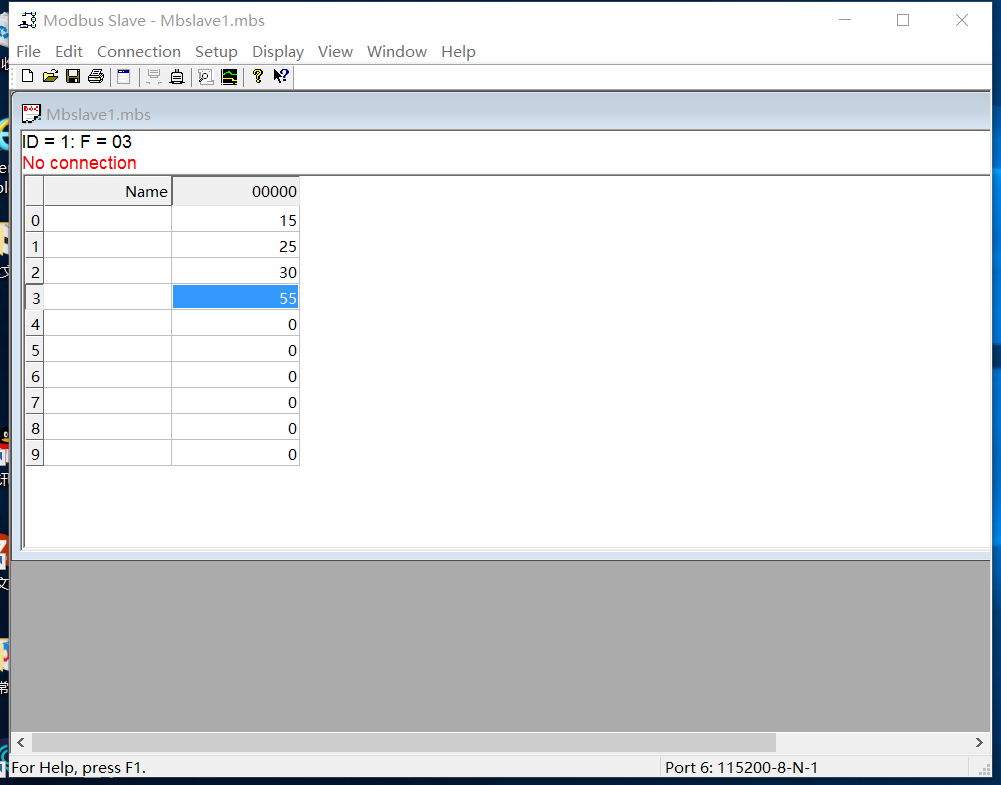 Modbus Slave - Mbslave1.mbs
File Edit Connection Setup Display View Window Help
Mbslave1.mbs
ID = 1: F = 03
No connection
Name 00000
0 15
1 25
2 30
3 55
4 0
5 0
6 0
7 0
8 0
9 0
For Help, press F1.
Port 6: 115200-8-N-1